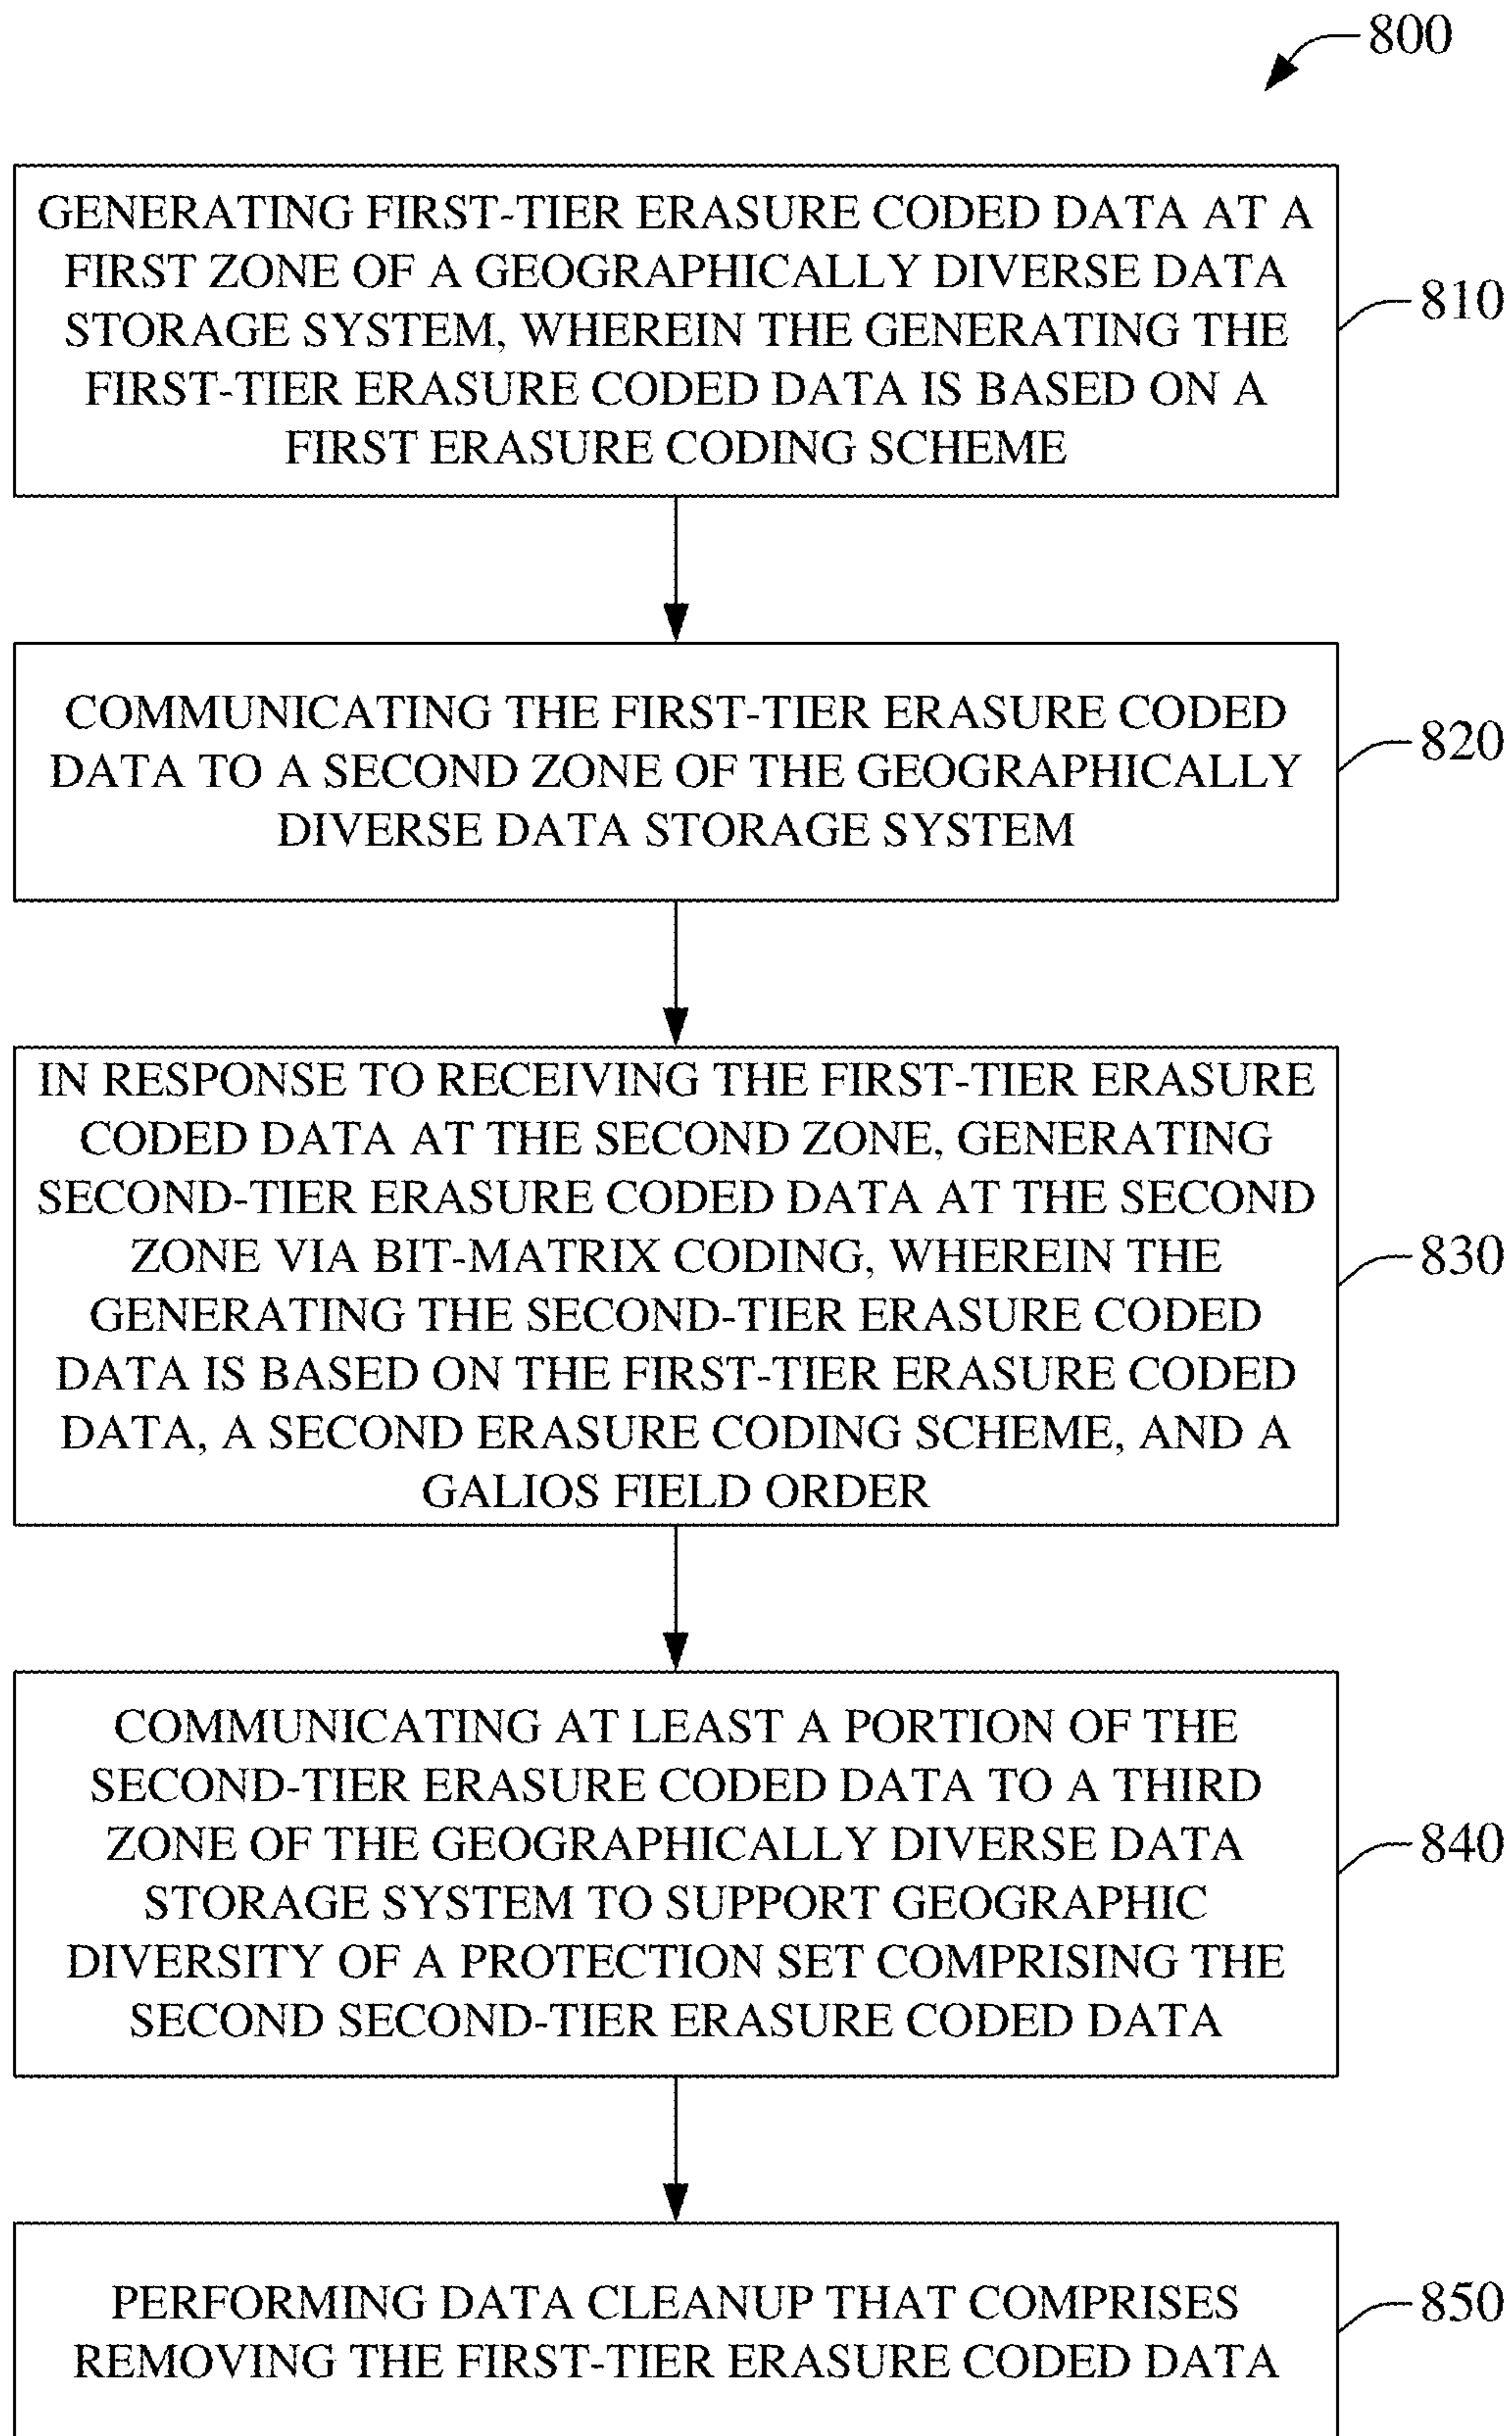 800
GENERATING FIRST-TIER ERASURE CODED DATA AT A
FIRST ZONE OF A GEOGRAPHICALLY DIVERSE DATA
STORAGE SYSTEM, WHEREIN THE GENERATING THE
FIRST-TIER ERASURE CODED DATA IS BASED ON A
FIRST ERASURE CODING SCHEME
810
COMMUNICATING THE FIRST-TIER ERASURE CODED
DATA TO A SECOND ZONE OF THE GEOGRAPHICALLY
DIVERSE DATA STORAGE SYSTEM
820
IN RESPONSE TO RECEIVING THE FIRST-TIER ERASURE
CODED DATA AT THE SECOND ZONE, GENERATING
SECOND-TIER ERASURE CODED DATA AT THE SECOND
ZONE VIA BIT-MATRIX CODING, WHEREIN THE
GENERATING THE SECOND-TIER ERASURE CODED
DATA IS BASED ON THE FIRST-TIER ERASURE CODED
DATA, A SECOND ERASURE CODING SCHEME, AND A
GALIOS FIELD ORDER
830
COMMUNICATING AT LEAST A PORTION OF THE
SECOND-TIER ERASURE CODED DATA TO A THIRD
ZONE OF THE GEOGRAPHICALLY DIVERSE DATA
STORAGE SYSTEM TO SUPPORT GEOGRAPHIC
DIVERSITY OF A PROTECTION SET COMPRISING THE
SECOND SECOND-TIER ERASURE CODED DATA
840
PERFORMING DATA CLEANUP THAT COMPRISES
REMOVING THE FIRST-TIER ERASURE CODED DATA
850